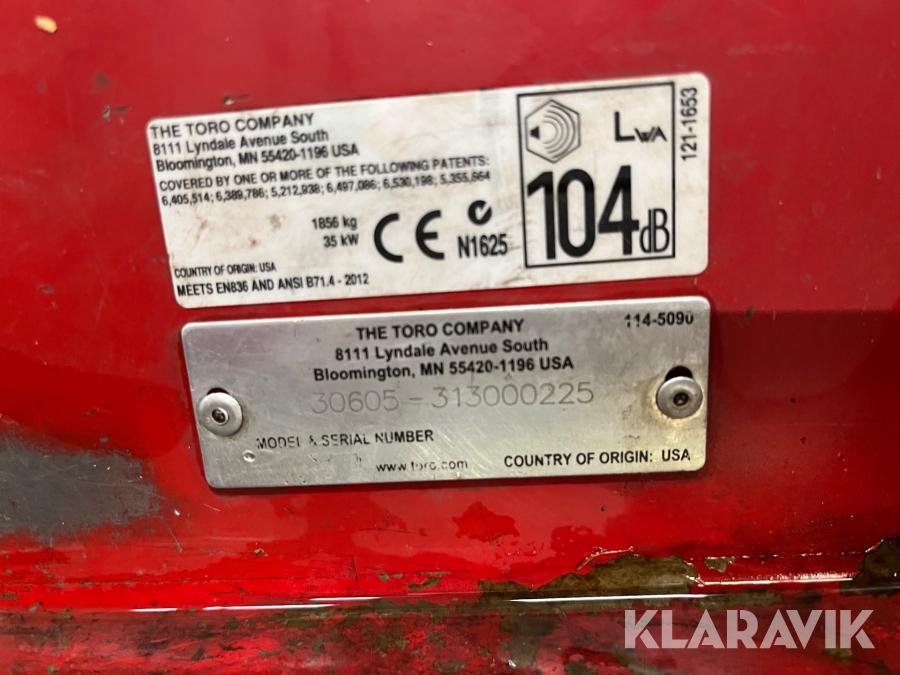 THE TORO COMPANY
8111 Lyndale Avenue South
Bloomington, MN 55420-1196 USA
COVERED BY ONE OR MORE OF THE FOLLOWING PATENTS:
6,405,514; 6,389,786; 5,212,938; 6,497,086; 6,530,198; 5,355,664
1856 kg
35 kW
CE
N1625
COUNTRY OF ORIGIN: USA
MEETS EN836 AND ANSI B71.4 - 2012
LWA
104dB
121-1653
THE TORO COMPANY
114-5090
8111 Lyndale Avenue South
Bloomington, MN 55420-1196 USA
30605-313000225
MODEL & SERIAL NUMBER
www.toro.com
COUNTRY OF ORIGIN: USA
KLARAVIK